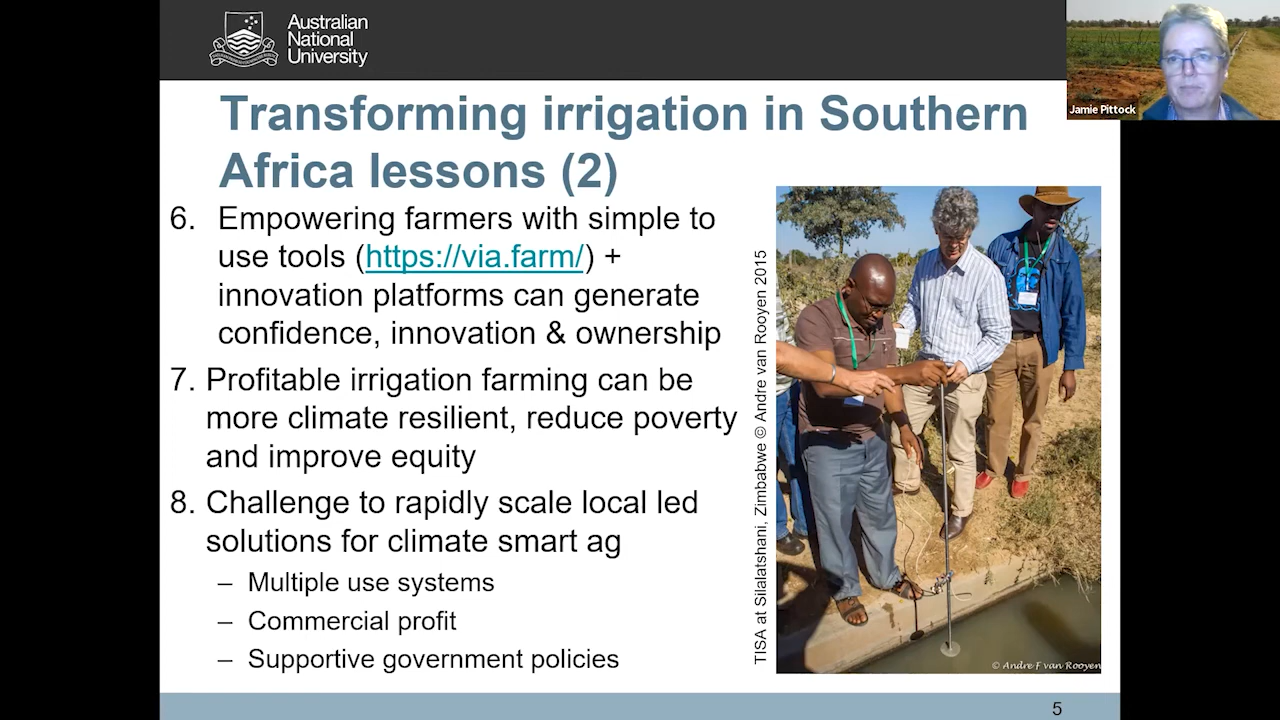 Australian
National
University
Jamie Pittock
Transforming irrigation in Southern
Africa lessons (2)
6. Empowering farmers with simple to
use tools (https://via.farm/) +
innovation platforms can generate
confidence, innovation & ownership
7. Profitable irrigation farming can be
more climate resilient, reduce poverty
and improve equity
8. Challenge to rapidly scale local led
solutions for climate smart ag
– Multiple use systems
– Commercial profit
– Supportive government policies
TISA at Silalatshani, Zimbabwe © Andre van Rooyen 2015
© Andre F van Rooyen
5